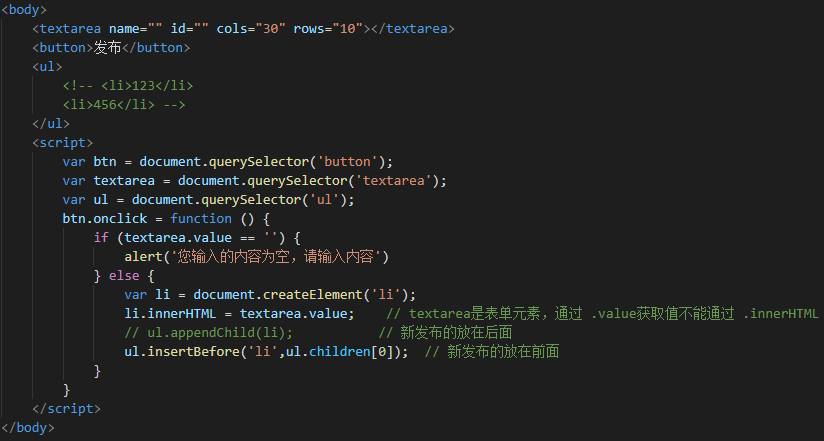 <body>
    <textarea name="" id="" cols="30" rows="10"></textarea>
    <button>发布</button>
    <ul>
        <!-- <li>123</li>
        <li>456</li> -->
    </ul>
    <script>
        var btn = document.querySelector('button');
        var textarea = document.querySelector('textarea');
        var ul = document.querySelector('ul');
        btn.onclick = function () {
            if (textarea.value == '') {
                alert('您输入的内容为空，请输入内容')
            } else {
                var li = document.createElement('li');
                li.innerHTML = textarea.value;    // textarea是表单元素，通过 .value获取值不能通过 .innerHTML
                // ul.appendChild(li);           // 新发布的放在后面
                ul.insertBefore('li',ul.children[0]);  // 新发布的放在前面
            }
        }
    </script>
</body>